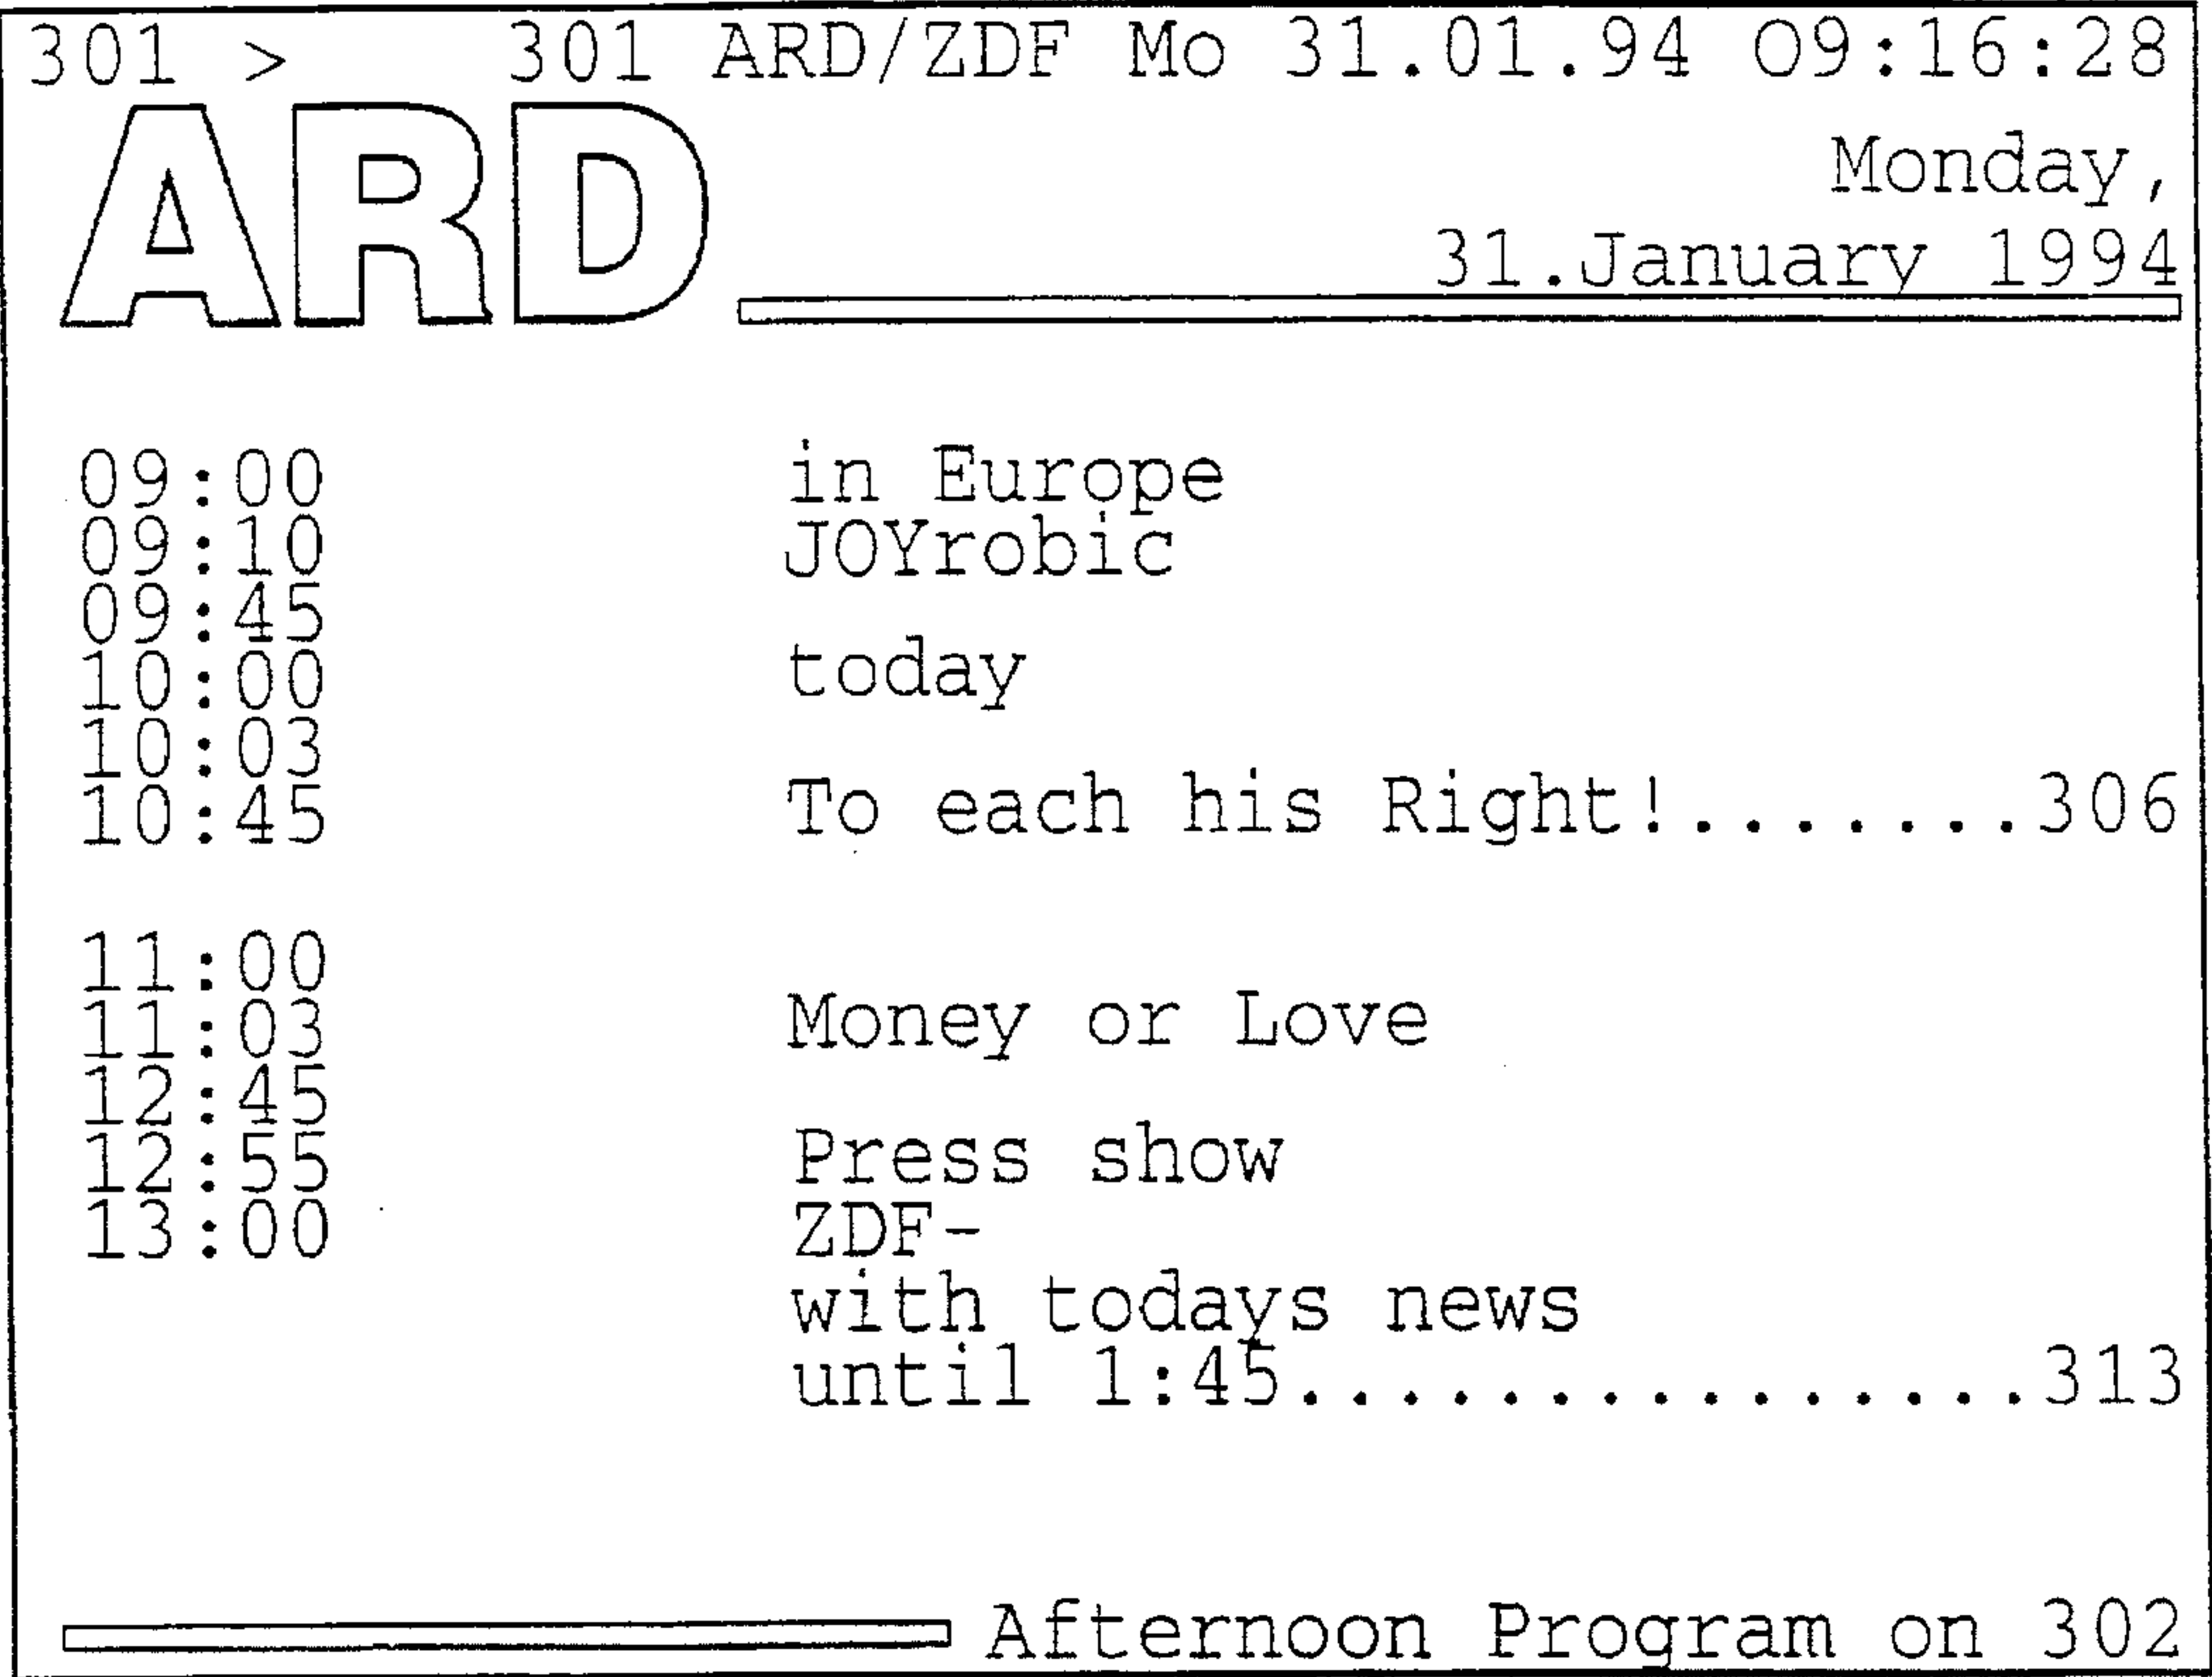 301 > 301 ARD/ZDF Mo 31.01.94 09:16:28
ARD
Monday,
31.January 1994
09:00 in Europe
09:10 JOYrobic
09:45
10:00 today
10:03
10:45 To each his Right!.......306
11:00
11:03 Money or Love
12:45
12:55 Press show
13:00 ZDF-
with todays news
until 1:45...............313
Afternoon Program on 302